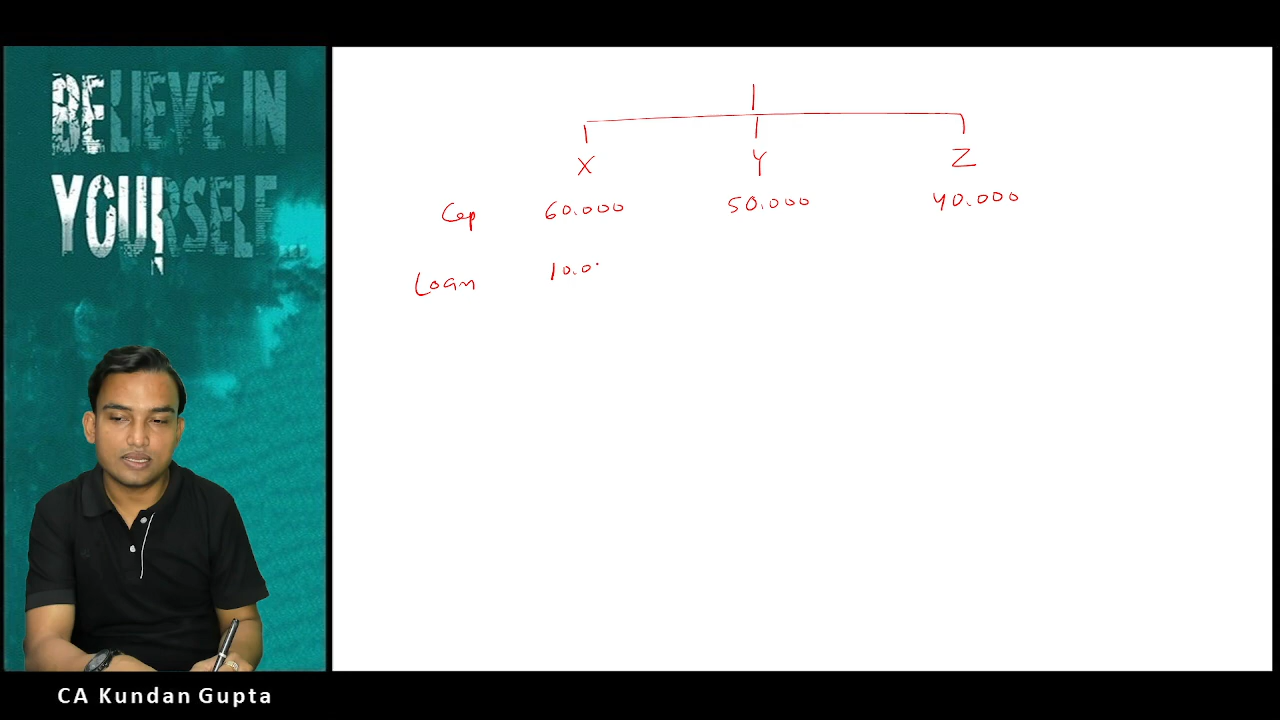 BELIEVE IN
YOURSELF...
X Y Z
Cap 60.000 50.000 40.000
Loan 10.0
CA Kundan Gupta